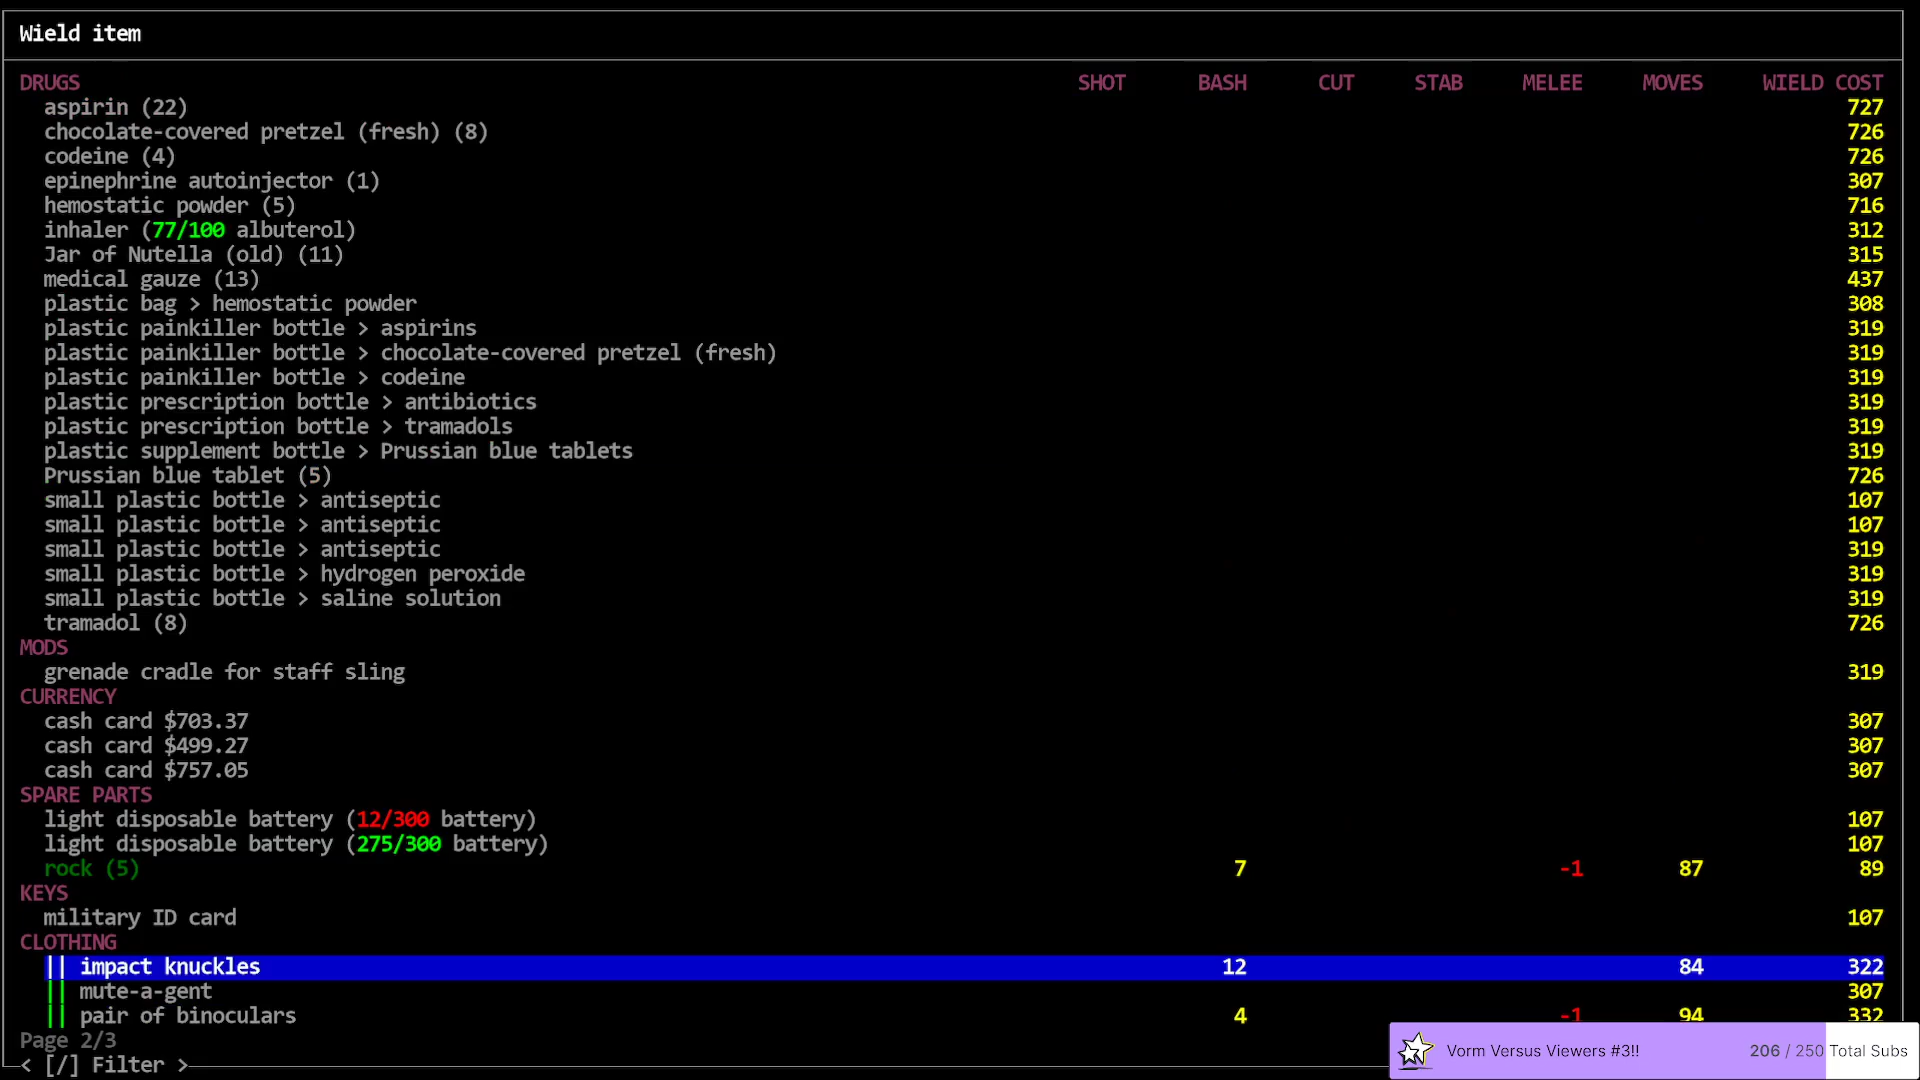 Wield item
DRUGS SHOT BASH CUT STAB MELEE MOVES WIELD COST
aspirin (22) 727
chocolate-covered pretzel (fresh) (8) 726
codeine (4) 726
epinephrine autoinjector (1) 307
hemostatic powder (5) 716
inhaler (77/100 albuterol) 312
Jar of Nutella (old) (11) 315
medical gauze (13) 437
plastic bag > hemostatic powder 308
plastic painkiller bottle > aspirins 319
plastic painkiller bottle > chocolate-covered pretzel (fresh) 319
plastic painkiller bottle > codeine 319
plastic prescription bottle > antibiotics 319
plastic prescription bottle > tramadols 319
plastic supplement bottle > Prussian blue tablets 319
Prussian blue tablet (5) 726
small plastic bottle > antiseptic 107
small plastic bottle > antiseptic 107
small plastic bottle > antiseptic 319
small plastic bottle > hydrogen peroxide 319
small plastic bottle > saline solution 319
tramadol (8) 726
MODS
grenade cradle for staff sling 319
CURRENCY
cash card $703.37 307
cash card $499.27 307
cash card $757.05 307
SPARE PARTS
light disposable battery (12/300 battery) 107
light disposable battery (275/300 battery) 107
rock (5) 7 -1 87 89
KEYS
military ID card 107
CLOTHING
|| impact knuckles 12 84 322
|| mute-a-gent 307
|| pair of binoculars 4 -1 94 332
Page 2/3
< [/] Filter >
Vorm Versus Viewers #3!! 206 / 250 Total Subs